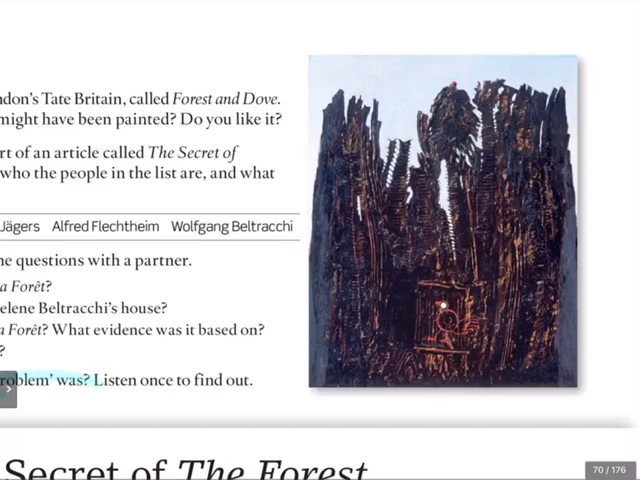 ndon's Tate Britain, called Forest and Dove.
might have been painted? Do you like it?
rt of an article called The Secret of
who the people in the list are, and what
Jägers Alfred Flechtheim Wolfgang Beltracchi
ne questions with a partner.
a Forêt?
elene Beltracchi's house?
a Forêt? What evidence was it based on?
?
roblem' was? Listen once to find out.
Secret of The Forest
70 / 176